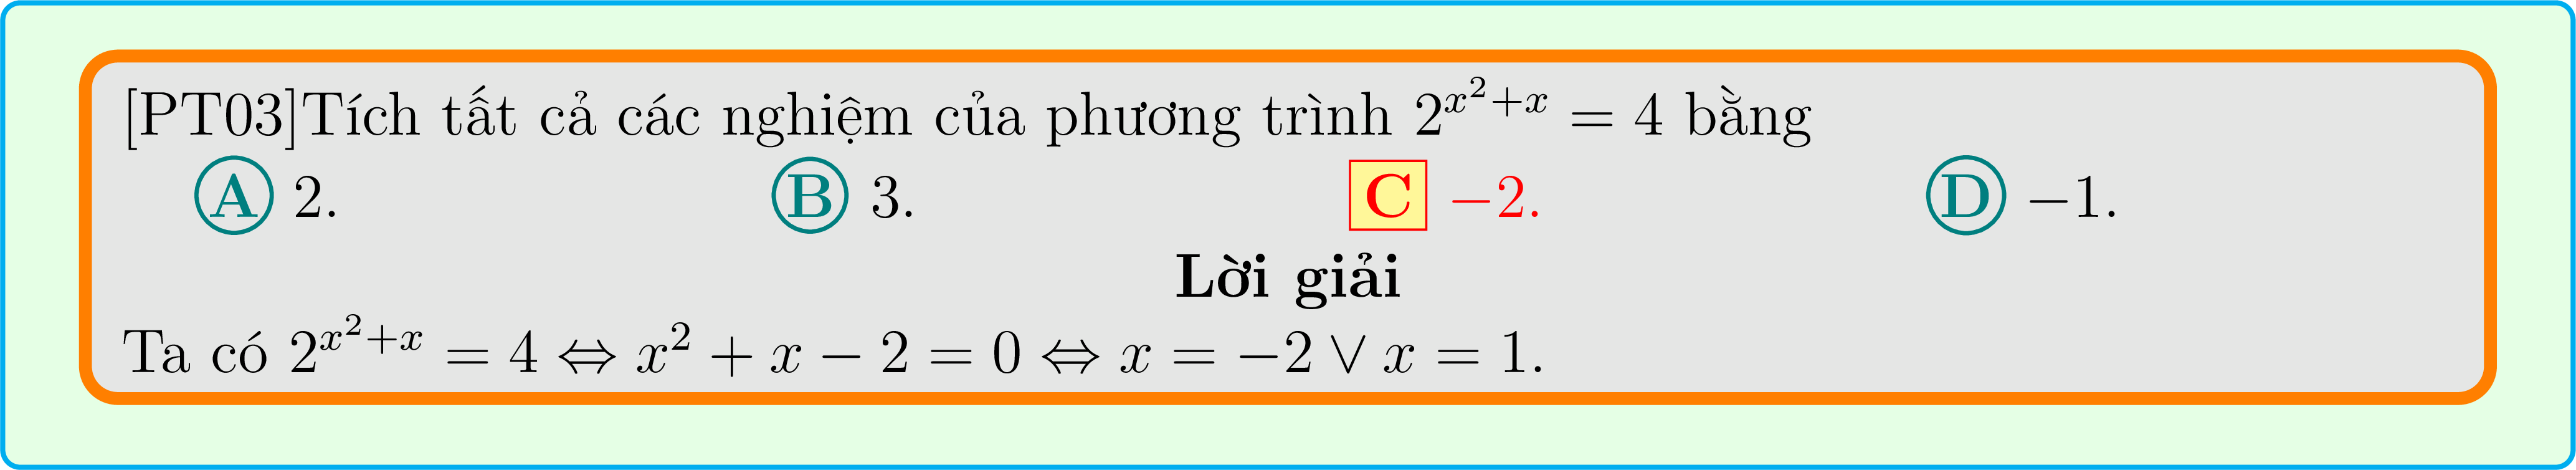 [PT03]Tích tất cả các nghiệm của phương trình $2^{x^2+x} = 4$ bằng
A 2. B 3. C −2. D −1.
Lời giải
Ta có $2^{x^2+x} = 4 \Leftrightarrow x^2 + x - 2 = 0 \Leftrightarrow x = -2 \vee x = 1.$